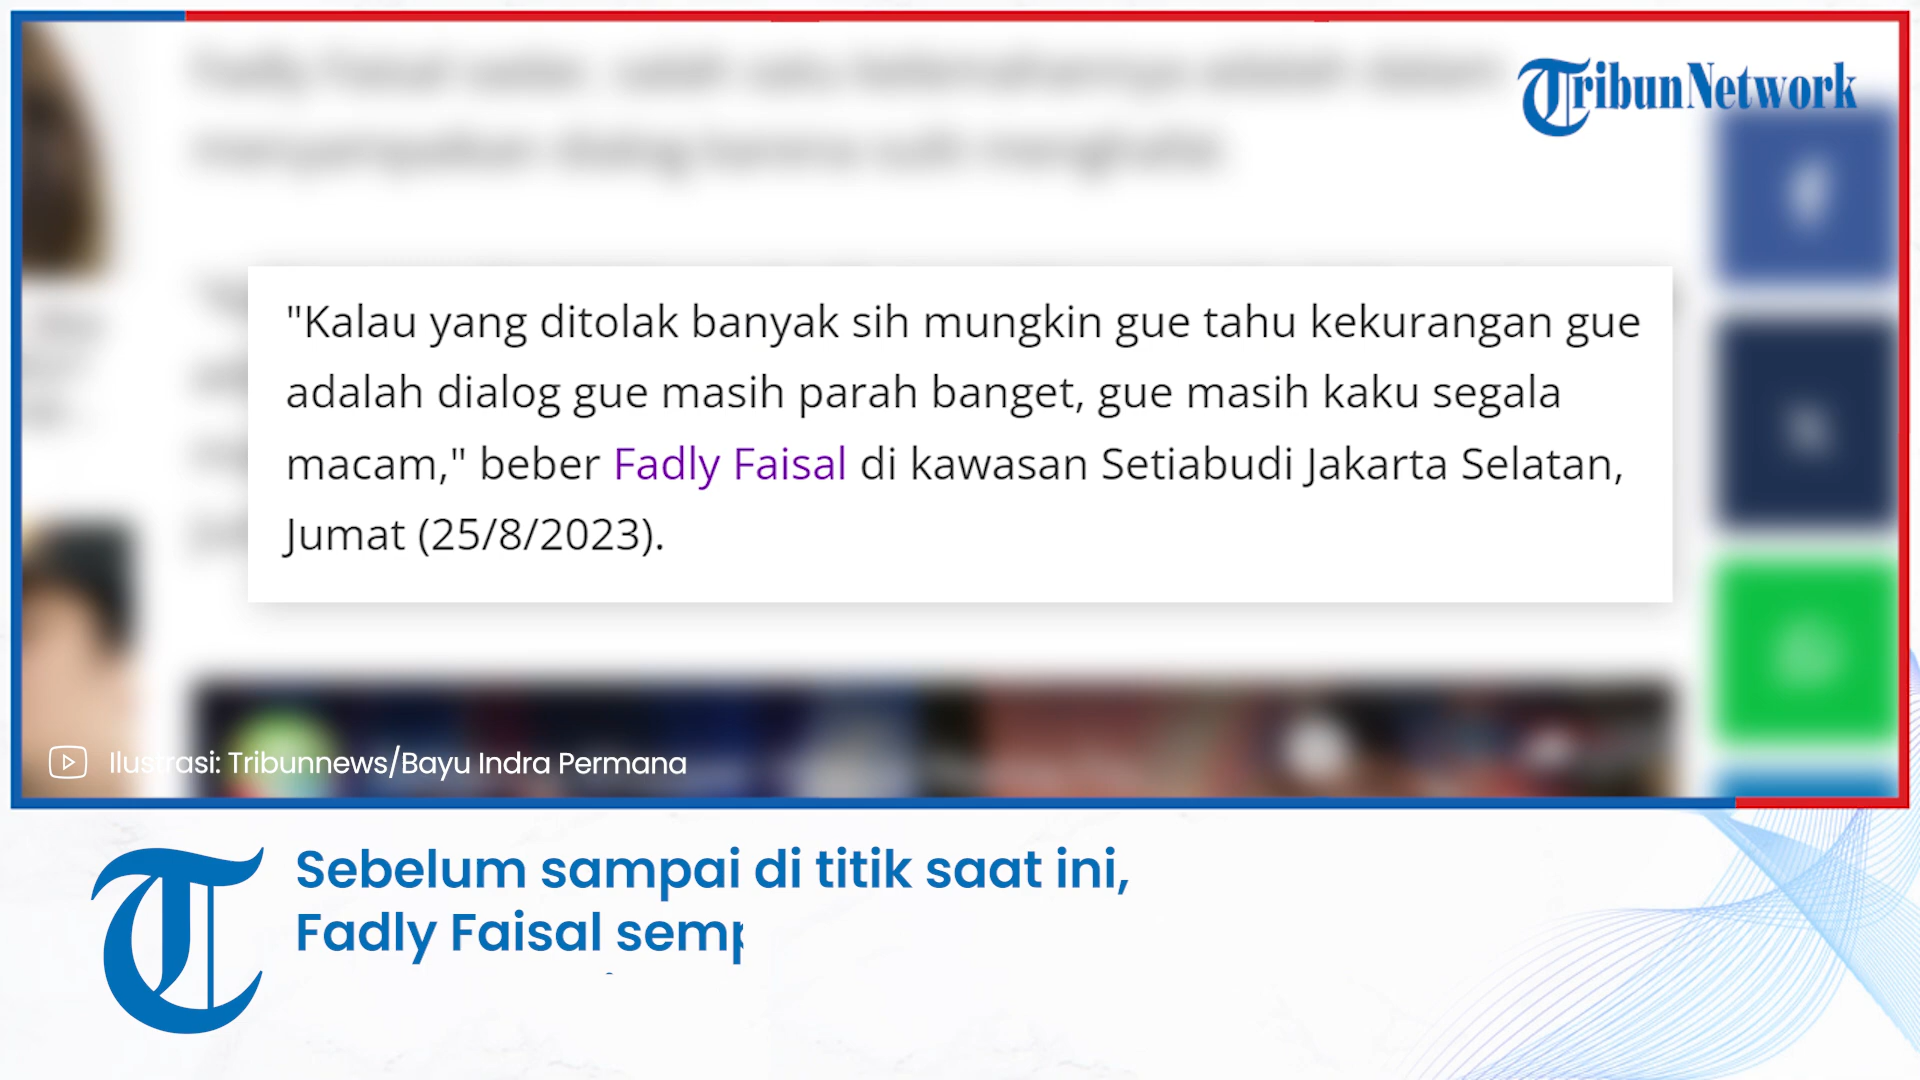 TribunNetwork
"Kalau yang ditolak banyak sih mungkin gue tahu kekurangan gue
adalah dialog gue masih parah banget, gue masih kaku segala
macam," beber Fadly Faisal di kawasan Setiabudi Jakarta Selatan,
Jumat (25/8/2023).
Ilustrasi: Tribunnews/Bayu Indra Permana
Sebelum sampai di titik saat ini,
Fadly Faisal